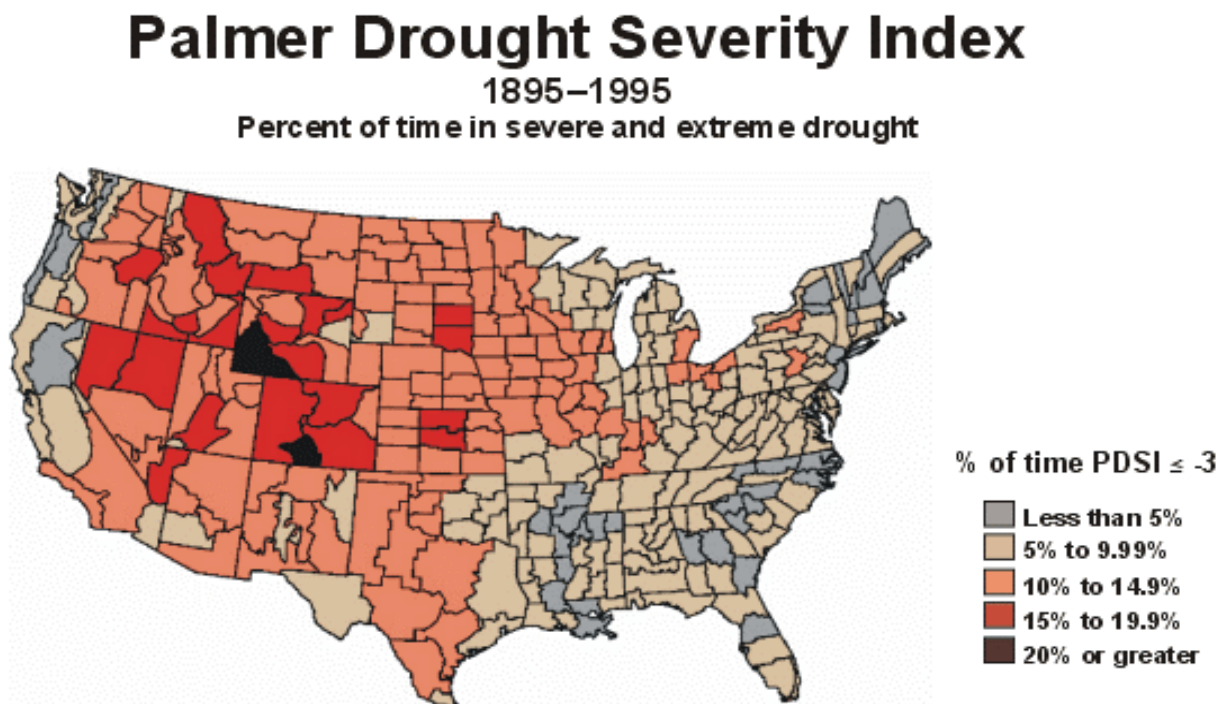 Palmer Drought Severity Index
1895–1995
Percent of time in severe and extreme drought
% of time PDSI ≤ -3
Less than 5%
5% to 9.99%
10% to 14.9%
15% to 19.9%
20% or greater